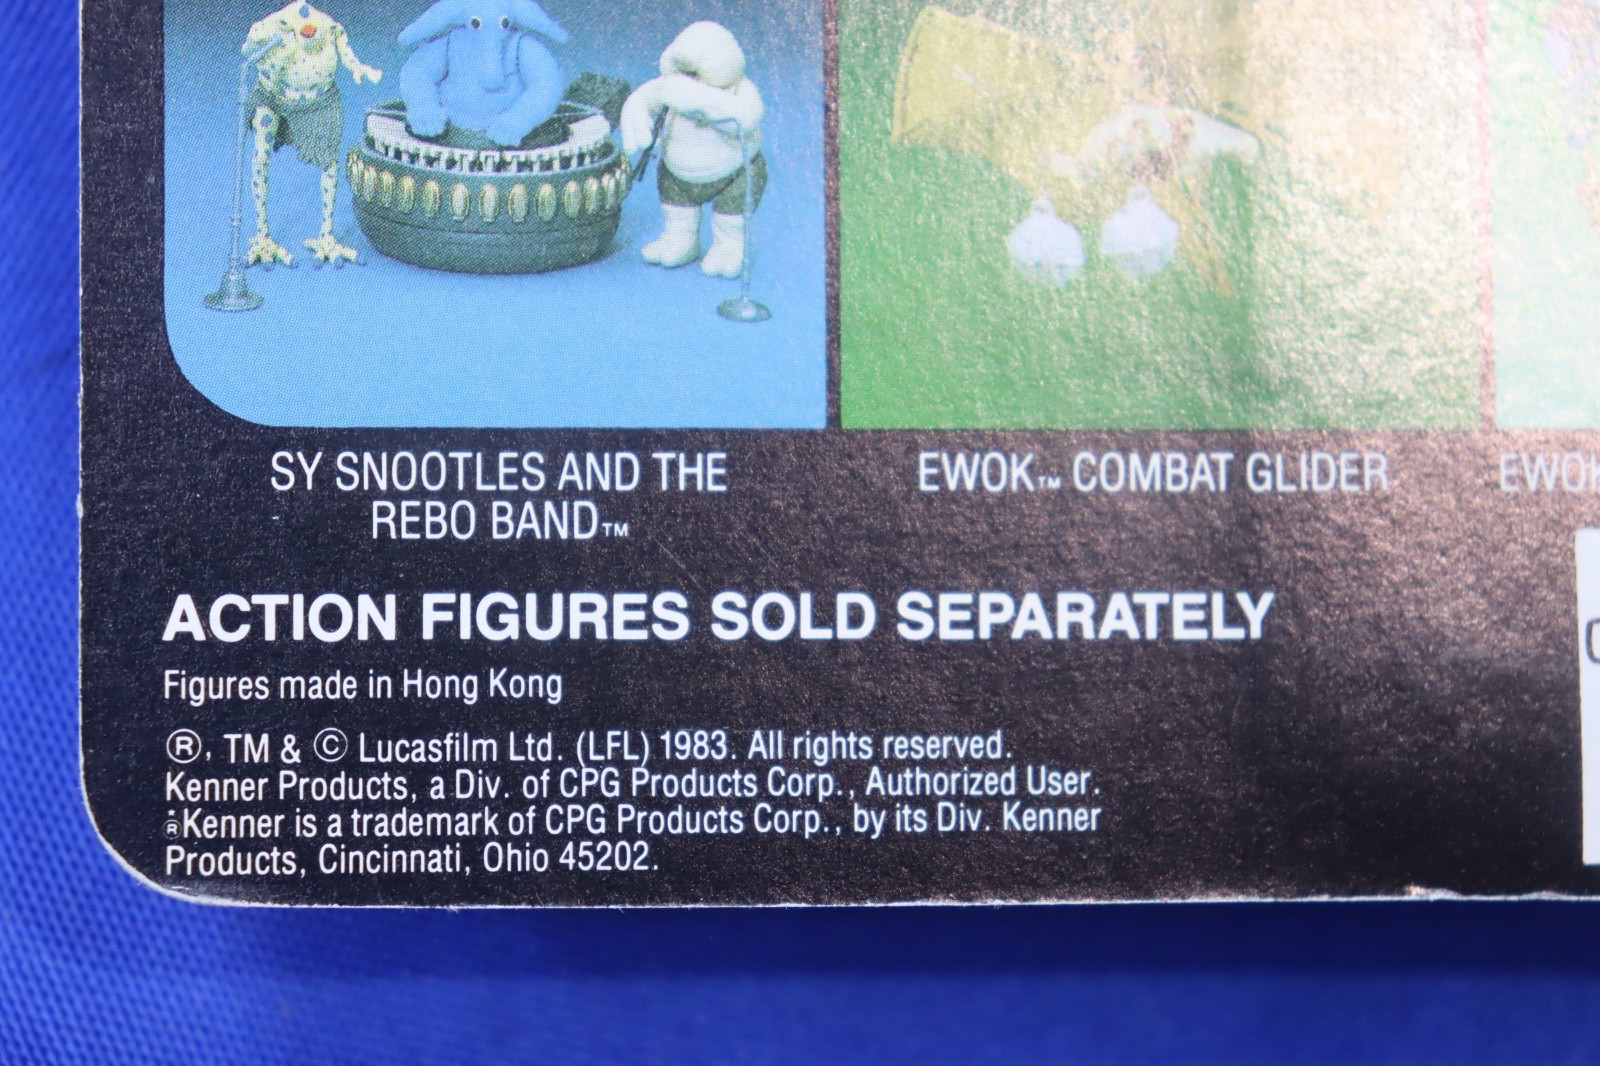 SY SNOOTLES AND THE
REBO BAND™
EWOK™ COMBAT GLIDER
EWOK
ACTION FIGURES SOLD SEPARATELY
Figures made in Hong Kong
®, TM & © Lucasfilm Ltd. (LFL) 1983. All rights reserved.
Kenner Products, a Div. of CPG Products Corp., Authorized User.
*®Kenner is a trademark of CPG Products Corp., by its Div. Kenner
Products, Cincinnati, Ohio 45202.